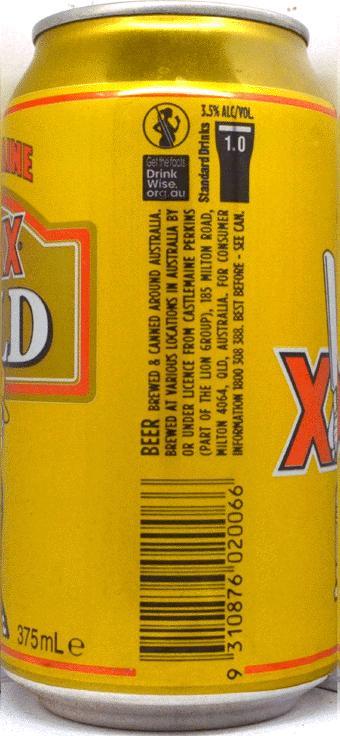 INE
X
LD
3.5% ALC/VOL.
1.0
Standard Drinks
Get the facts
Drink
Wise.
org.au
BEER BREWED & CANNED AROUND AUSTRALIA.
BREWED AT VARIOUS LOCATIONS IN AUSTRALIA BY
OR UNDER LICENCE FROM CASTLEMAINE PERKINS
(PART OF THE LION GROUP), 185 MILTON ROAD,
MILTON 4064, QLD, AUSTRALIA. FOR CONSUMER
INFORMATION 1800 308 388. BEST BEFORE - SEE CAN.
9 310876 020066
375mL e
X